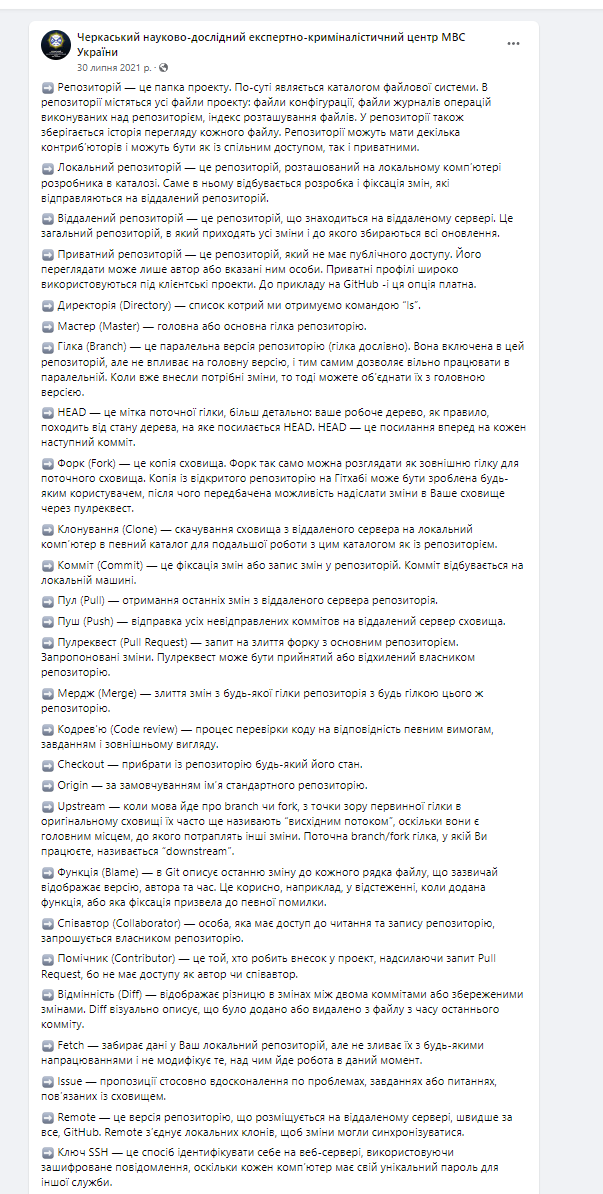 Черкаський науково-дослідний експертно-криміналістичний центр МВС
України
30 липня 2021 р. ·
➡ Репозиторій — це папка проекту. По-суті являється каталогом файлової системи. В
репозиторії містяться усі файли проекту: файли конфігурації, файли журналів операцій
виконуваних над репозиторієм, індекс розташування файлів. У репозиторії також
зберігається історія перегляду кожного файлу. Репозиторії можуть мати декілька
контриб'юторів і можуть бути як із спільним доступом, так і приватними.
➡ Локальний репозиторій — це репозиторій, розташований на локальному комп'ютері
розробника в каталозі. Саме в ньому відбувається розробка і фіксація змін, які
відправляються на віддалений репозиторій.
➡ Віддалений репозиторій — це репозиторій, що знаходиться на віддаленому сервері. Це
загальний репозиторій, в який приходять усі зміни і до якого збираються всі оновлення.
➡ Приватний репозиторій — це репозиторій, який не має публічного доступу. Його
переглядати може лише автор або вказані ним особи. Приватні профілі широко
використовуються під клієнтські проекти. До прикладу на GitHub -і ця опція платна.
➡ Директорія (Directory) — список котрий ми отримуємо командою "is".
➡ Мастер (Master) — головна або основна гілка репозиторію.
➡ Гілка (Branch) — це паралельна версія репозиторію (гілка дослівно). Вона включена в цей
репозиторій, але не впливає на головну версію, і тим самим дозволяє вільно працювати в
паралельній. Коли вже внесли потрібні зміни, то тоді можете об'єднати їх з головною
версією.
➡ HEAD — це мітка поточної гілки, більш детально: ваше робоче дерево, як правило,
походить від стану дерева, на яке посилається HEAD. HEAD — це посилання вперед на кожен
наступний комміт.
➡ Форк (Fork) — це копія сховища. Форк так само можна розглядати як зовнішню гілку для
поточного сховища. Копія із відкритого репозиторію на Гітхабі може бути зроблена будь-
яким користувачем, після чого передбачена можливість надіслати зміни в Ваше сховище
через пулреквест.
➡ Клонування (Clone) — скачування сховища з віддаленого сервера на локальний
комп'ютер в певний каталог для подальшої роботи з цим каталогом як із репозиторієм.
➡ Комміт (Commit) — це фіксація змін або запис змін у репозиторій. Комміт відбувається на
локальній машині.
➡ Пул (Pull) — отримання останніх змін з віддаленого сервера репозиторія.
➡ Пуш (Push) — відправка усіх невідправлених коммитов на віддалений сервер сховища.
➡ Пулреквест (Pull Request) — запит на злиття форку з основним репозиторієм.
Запропоновані зміни. Пулреквест може бути прийнятий або відхилений власником
репозиторію.
➡ Мердж (Merge) — злиття змін з будь-якої гілки репозиторія з будь гілкою цього ж
репозиторію.
➡ Кодрев'ю (Code review) — процес перевірки коду на відповідність певним вимогам,
завданням і зовнішньому вигляду.
➡ Checkout — прибрати із репозиторію будь-який його стан.
➡ Origin — за замовчуванням ім'я стандартного репозиторію.
➡ Upstream — коли мова йде про branch чи fork, з точки зору первинної гілки в
оригінальному сховищі їх часто ще називають "висхідним потоком", оскільки вони є
головним місцем, до якого потраплять інші зміни. Поточна branch/fork гілка, у якій Ви
працюєте, називається "downstream".
➡ Функція (Blame) — в Git описує останню зміну до кожного рядка файлу, що зазвичай
відображає версію, автора та час. Це корисно, наприклад, у відстеженні, коли додана
функція, або яка фіксація призвела до певної помилки.
➡ Співавтор (Collaborator) — особа, яка має доступ до читання та запису репозиторію,
запрошується власником репозиторію.
➡ Помічник (Contributor) — це той, хто робить внесок у проект, надсилаючи запит Pull
Request, бо не має доступу як автор чи співавтор.
➡ Відмінність (Diff) — відображає різницю в змінах між двома коммітами або збереженими
змінами. Diff візуально описує, що було додано або видалено з файлу з часу останнього
комміту.
➡ Fetch — забирає дані у Ваш локальний репозиторій, але не зливає їх з будь-якими
напрацюваннями і не модифікує те, над чим йде робота в даний момент.
➡ Issue — пропозиції стосовно вдосконалення по проблемах, завданнях або питаннях,
пов'язаних із сховищем.
➡ Remote — це версія репозиторію, що розміщується на віддаленому сервері, швидше за
все, GitHub. Remote з'єднує локальних клонів, щоб зміни могли синхронізуватися.
➡ Ключ SSH — це спосіб ідентифікувати себе на веб-сервері, використовуючи
зашифроване повідомлення, оскільки кожен комп'ютер має свій унікальний пароль для
іншої служби.